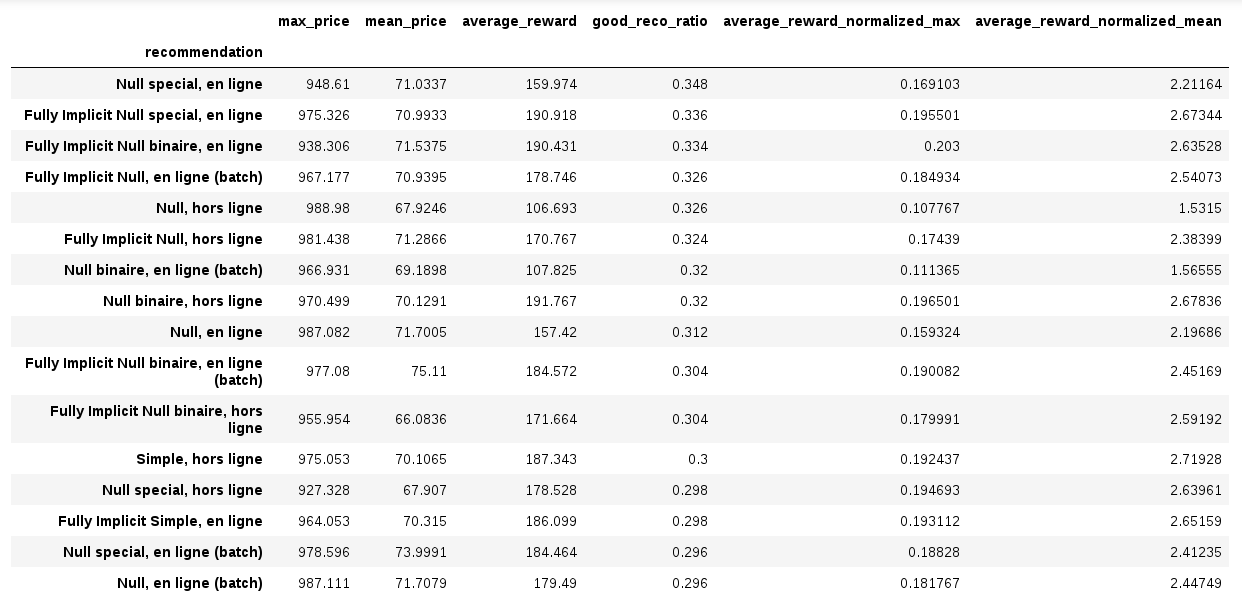 max_price mean_price average_reward good_reco_ratio average_reward_normalized_max average_reward_normalized_mean
recommendation
Null special, en ligne 948.61 71.0337 159.974 0.348 0.169103 2.21164
Fully Implicit Null special, en ligne 975.326 70.9933 190.918 0.336 0.195501 2.67344
Fully Implicit Null binaire, en ligne 938.306 71.5375 190.431 0.334 0.203 2.63528
Fully Implicit Null, en ligne (batch) 967.177 70.9395 178.746 0.326 0.184934 2.54073
Null, hors ligne 988.98 67.9246 106.693 0.326 0.107767 1.5315
Fully Implicit Null, hors ligne 981.438 71.2866 170.767 0.324 0.17439 2.38399
Null binaire, en ligne (batch) 966.931 69.1898 107.825 0.32 0.111365 1.56555
Null binaire, hors ligne 970.499 70.1291 191.767 0.32 0.196501 2.67836
Null, en ligne 987.082 71.7005 157.42 0.312 0.159324 2.19686
Fully Implicit Null binaire, en ligne
(batch) 977.08 75.11 184.572 0.304 0.190082 2.45169
Fully Implicit Null binaire, hors
ligne 955.954 66.0836 171.664 0.304 0.179991 2.59192
Simple, hors ligne 975.053 70.1065 187.343 0.3 0.192437 2.71928
Null special, hors ligne 927.328 67.907 178.528 0.298 0.194693 2.63961
Fully Implicit Simple, en ligne 964.053 70.315 186.099 0.298 0.193112 2.65159
Null special, en ligne (batch) 978.596 73.9991 184.464 0.296 0.18828 2.41235
Null, en ligne (batch) 987.111 71.7079 179.49 0.296 0.181767 2.44749